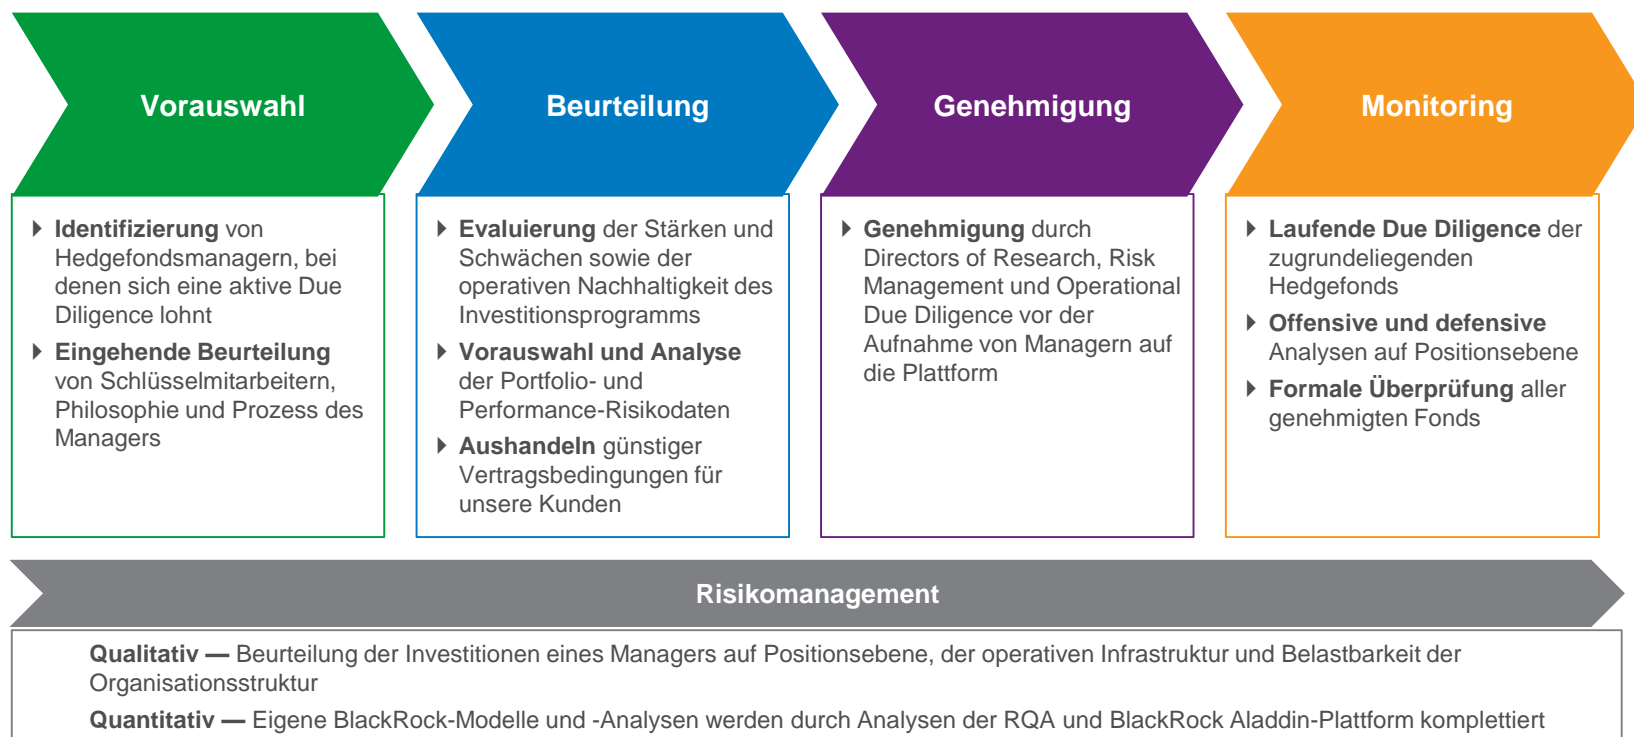 Vorauswahl
Identifizierung von
Hedgefondsmanagern, bei
denen sich eine aktive Due
Diligence lohnt
Eingehende Beurteilung
von Schlüsselmitarbeitern,
Philosophie und Prozess des
Managers
Beurteilung
Evaluierung der Stärken und
Schwächen sowie der
operativen Nachhaltigkeit des
Investitionsprogramms
Vorauswahl und Analyse
der Portfolio- und
Performance-Risikodaten
Aushandeln günstiger
Vertragsbedingungen für
unsere Kunden
Genehmigung
Genehmigung durch
Directors of Research, Risk
Management und Operational
Due Diligence vor der
Aufnahme von Managern auf
die Plattform
Monitoring
Laufende Due Diligence der
zugrundeliegenden
Hedgefonds
Offensive und defensive
Analysen auf Positionsebene
Formale Überprüfung aller
genehmigten Fonds
Risikomanagement
Qualitativ — Beurteilung der Investitionen eines Managers auf Positionsebene, der operativen Infrastruktur und Belastbarkeit der
Organisationsstruktur
Quantitativ — Eigene BlackRock-Modelle und -Analysen werden durch Analysen der RQA und BlackRock Aladdin-Plattform komplettiert